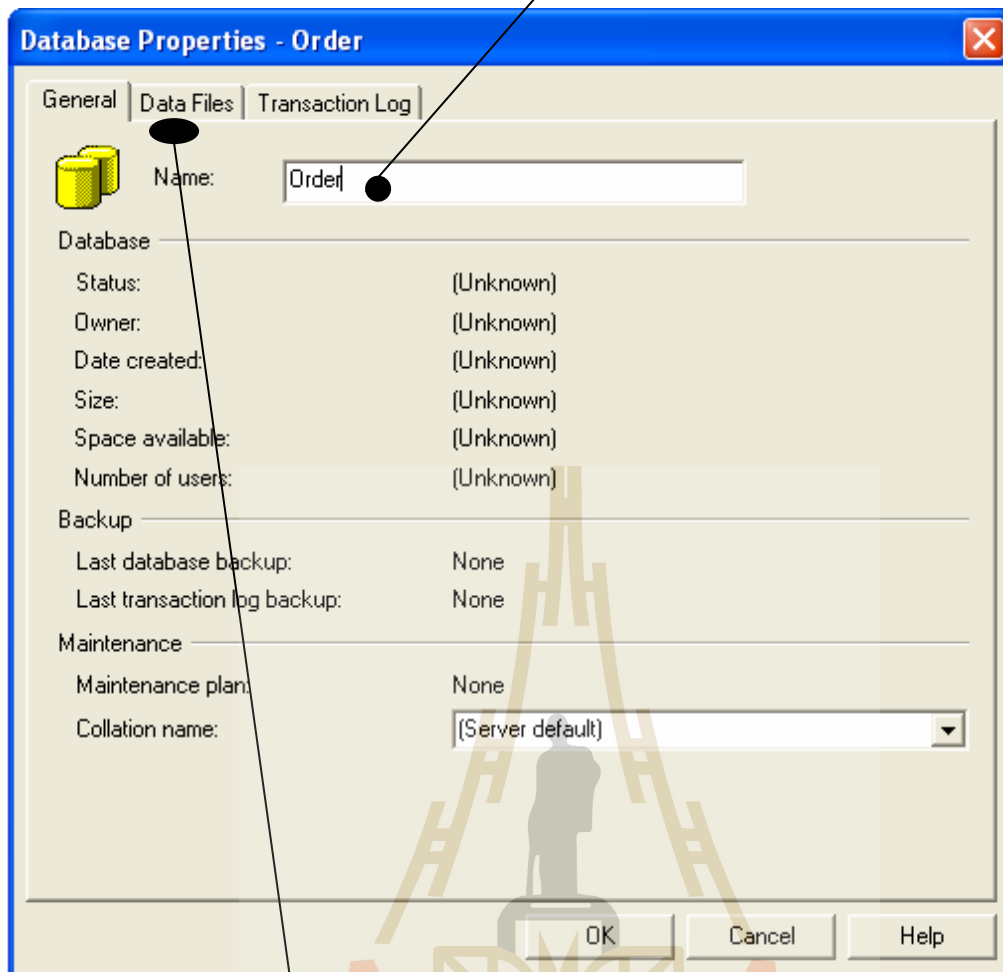 Database Properties - Order
General Data Files Transaction Log
Name: Order
Database
Status: (Unknown)
Owner: (Unknown)
Date created: (Unknown)
Size: (Unknown)
Space available: (Unknown)
Number of users: (Unknown)
Backup
Last database backup: None
Last transaction log backup: None
Maintenance
Maintenance plan: None
Collation name: (Server default)
OK Cancel Help